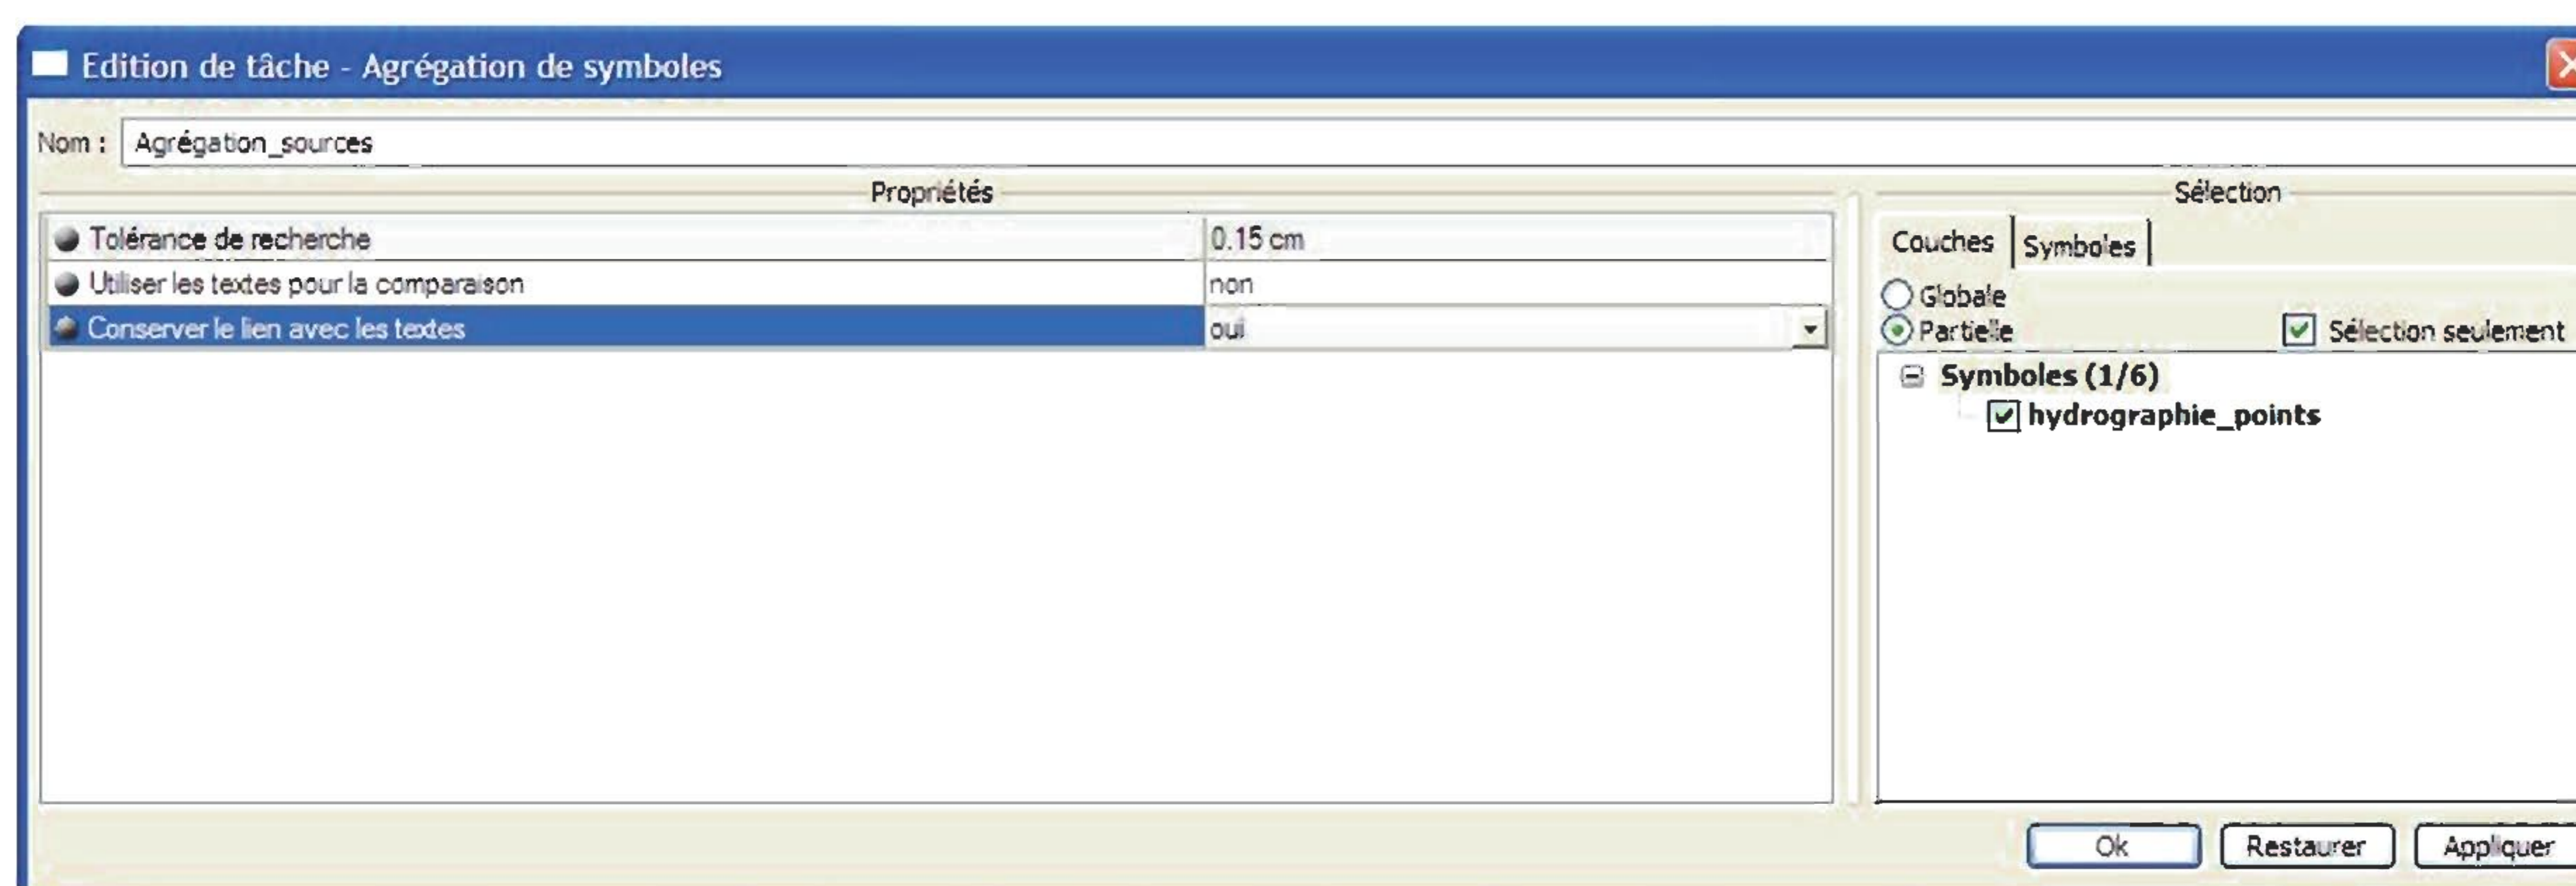 Edition de tâche - Agrégation de symboles
Nom : Agrégation_sources
Propriétés
Tolérance de recherche 0.15 cm
Utiliser les textes pour la comparaison non
Conserver le lien avec les textes oui
Sélection
Couches Symboles
Globale
Partielle Sélection seulement
Symboles (1/6)
hydrographie_points
Ok Restaurer Appliquer